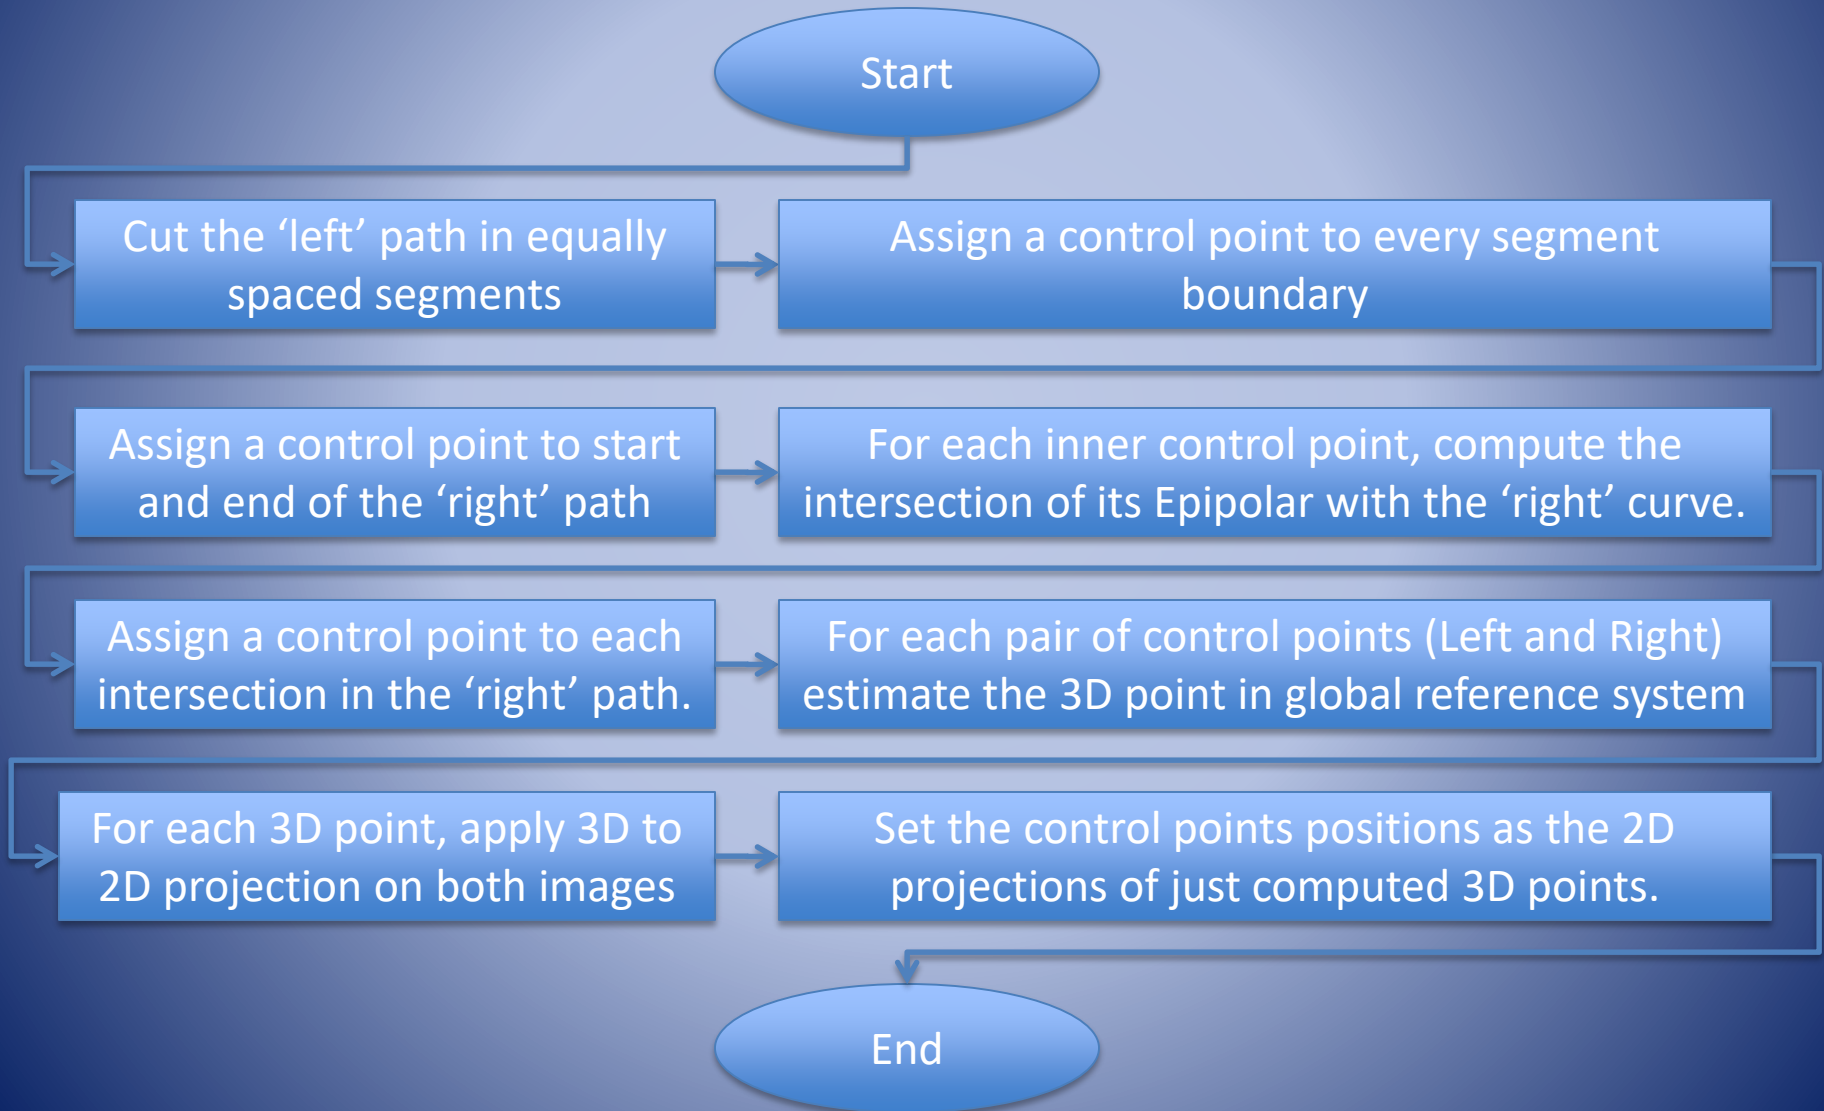 Start
Cut the ‘left’ path in equally
spaced segments
Assign a control point to every segment
boundary
Assign a control point to start
and end of the ‘right’ path
For each inner control point, compute the
intersection of its Epipolar with the ‘right’ curve.
Assign a control point to each
intersection in the ‘right’ path.
For each pair of control points (Left and Right)
estimate the 3D point in global reference system
For each 3D point, apply 3D to
2D projection on both images
Set the control points positions as the 2D
projections of just computed 3D points.
End